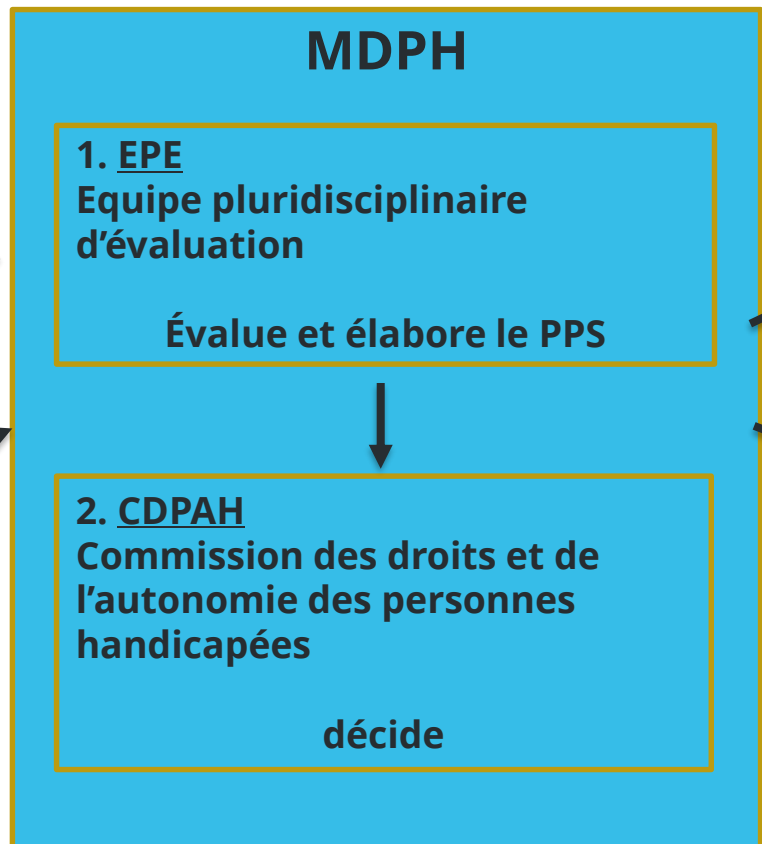 MDPH
1. EPE
Equipe pluridisciplinaire
d’évaluation
Évalue et élabore le PPS
2. CDPAH
Commission des droits et de
l’autonomie des personnes
handicapées
décide